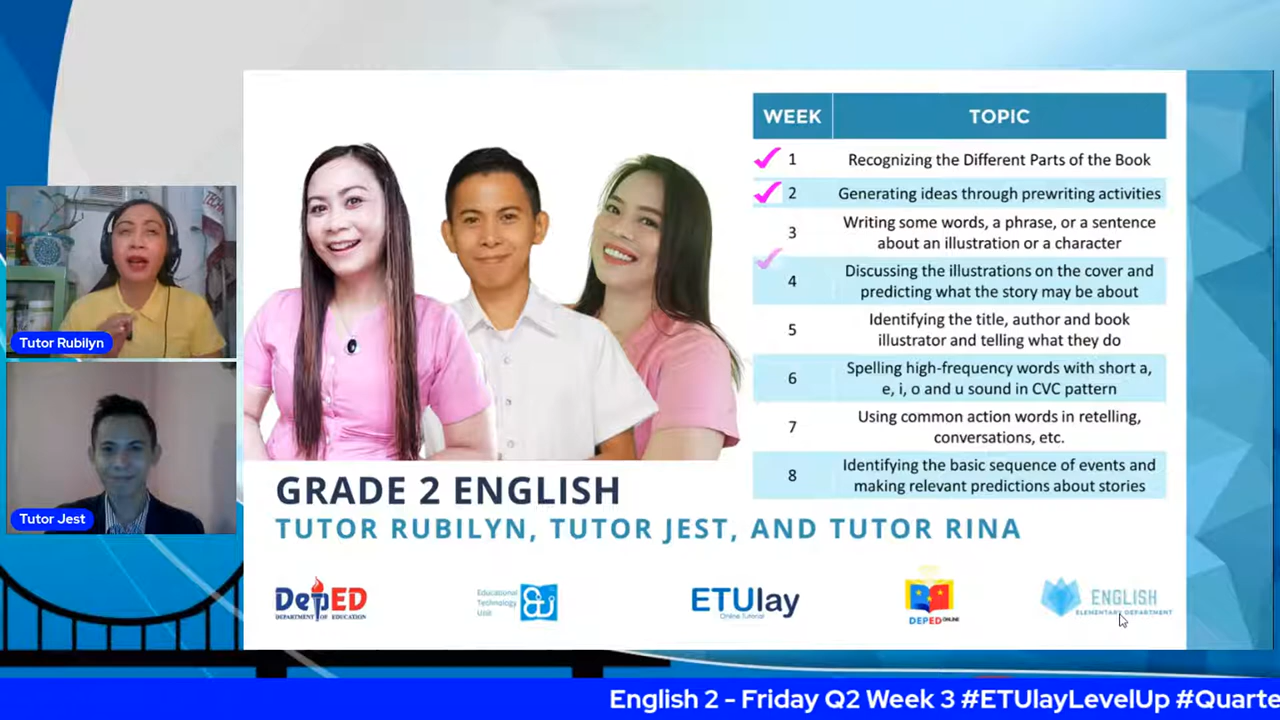 Tutor Rubilyn
Tutor Jest
WEEK TOPIC
1 Recognizing the Different Parts of the Book
2 Generating ideas through prewriting activities
3 Writing some words, a phrase, or a sentence
about an illustration or a character
4 Discussing the illustrations on the cover and
predicting what the story may be about
5 Identifying the title, author and book
illustrator and telling what they do
6 Spelling high-frequency words with short a,
e, i, o and u sound in CVC pattern
7 Using common action words in retelling,
conversations, etc.
8 Identifying the basic sequence of events and
making relevant predictions about stories
GRADE 2 ENGLISH
TUTOR RUBILYN, TUTOR JEST, AND TUTOR RINA
DepED
DEPARTMENT OF EDUCATION
Educational
Technology
Unit
ETUlay
Online Tutorial
DEPED ONLINE
ENGLISH
ELEMENTARY DEPARTMENT
English 2 - Friday Q2 Week 3 #ETUlayLevelUp #Quarte